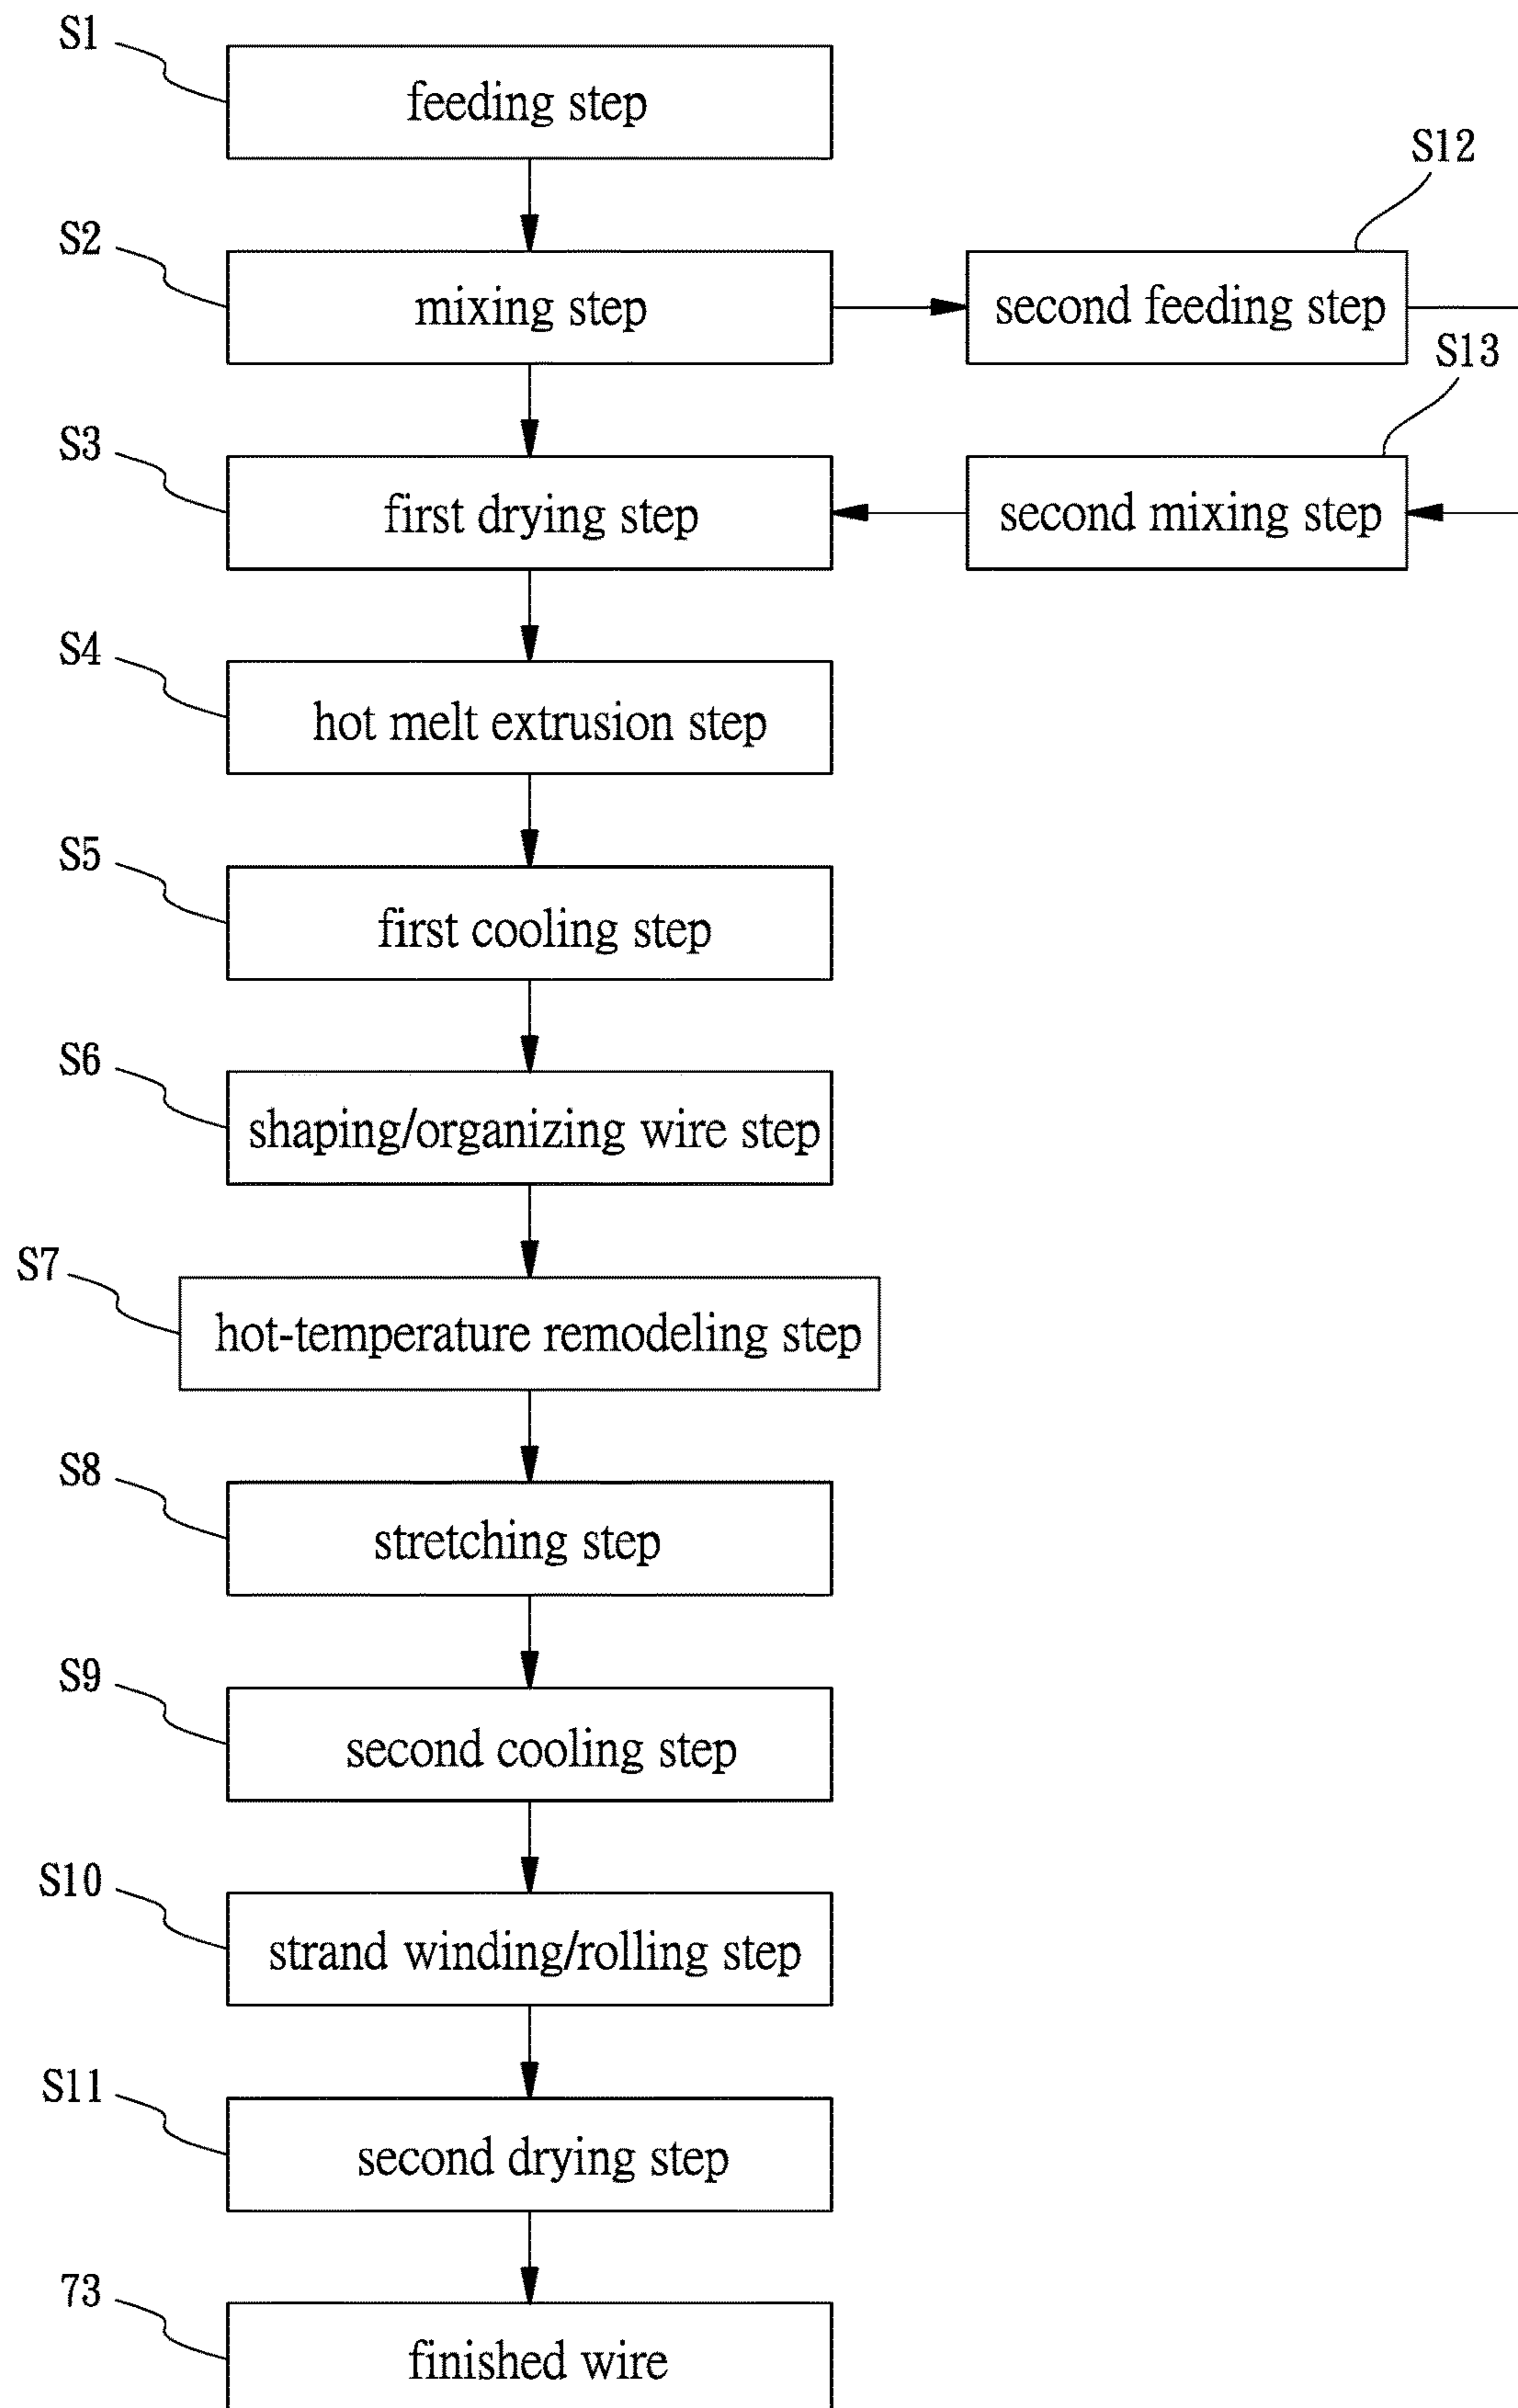 S1
feeding step
S12
S2
mixing step
second feeding step
S13
S3
first drying step
second mixing step
S4
hot melt extrusion step
S5
first cooling step
S6
shaping/organizing wire step
S7
hot-temperature remodeling step
S8
stretching step
S9
second cooling step
S10
strand winding/rolling step
S11
second drying step
73
finished wire